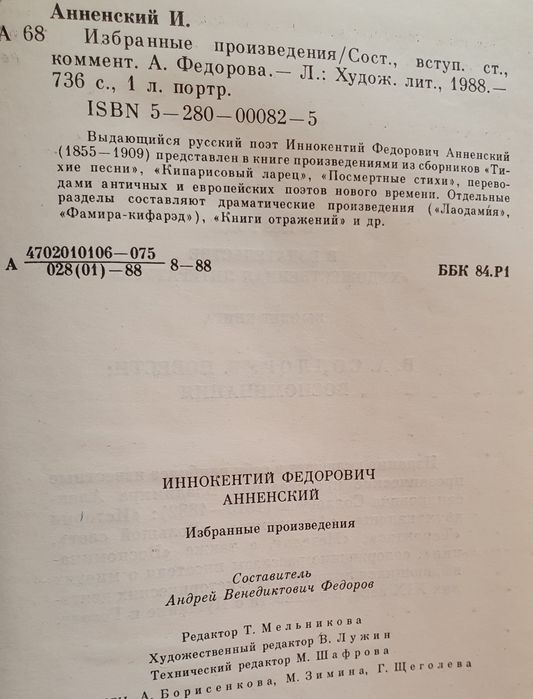 Анненский И.
А 68 Избранные произведения/Сост., вступ. ст.,
коммент. А. Федорова.— Л.: Худож. лит., 1988.—
736 с., 1 л. портр.
ISBN 5—280—00082—5
Выдающийся русский поэт Иннокентий Федорович Анненский
(1855—1909) представлен в книге произведениями из сборников «Ти-
хие песни», «Кипарисовый ларец», «Посмертные стихи», перево-
дами античных и европейских поэтов нового времени. Отдельные
разделы составляют драматические произведения («Лаодамия»,
«Фамира-кифарэд»), «Книги отражений» и др.
А 4702010106—075
028(01)—88 8—88 ББК 84.Р1
ИННОКЕНТИЙ ФЕДОРОВИЧ
АННЕНСКИЙ
Избранные произведения
Составитель
Андрей Венедиктович Федоров
Редактор Т. Мельникова
Художественный редактор В. Лужин
Технический редактор М. Шафрова
А. Борисенкова, М. Зимина, Г. Щеголева